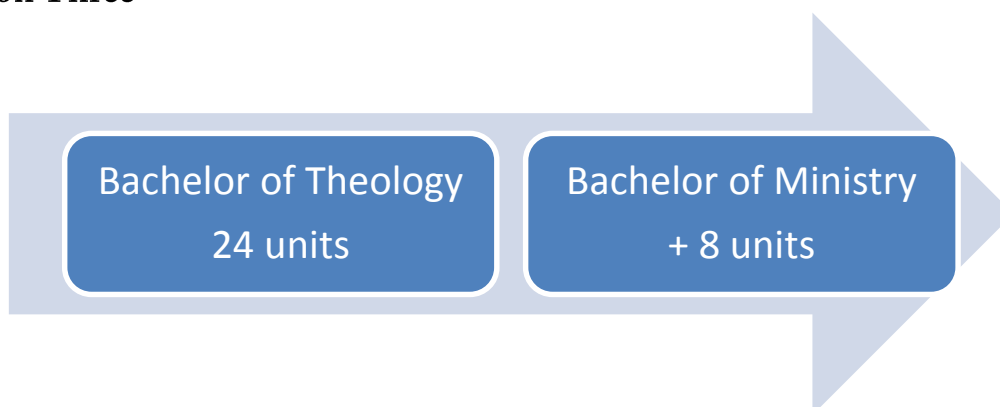 Bachelor of Theology
24 units
Bachelor of Ministry
+ 8 units